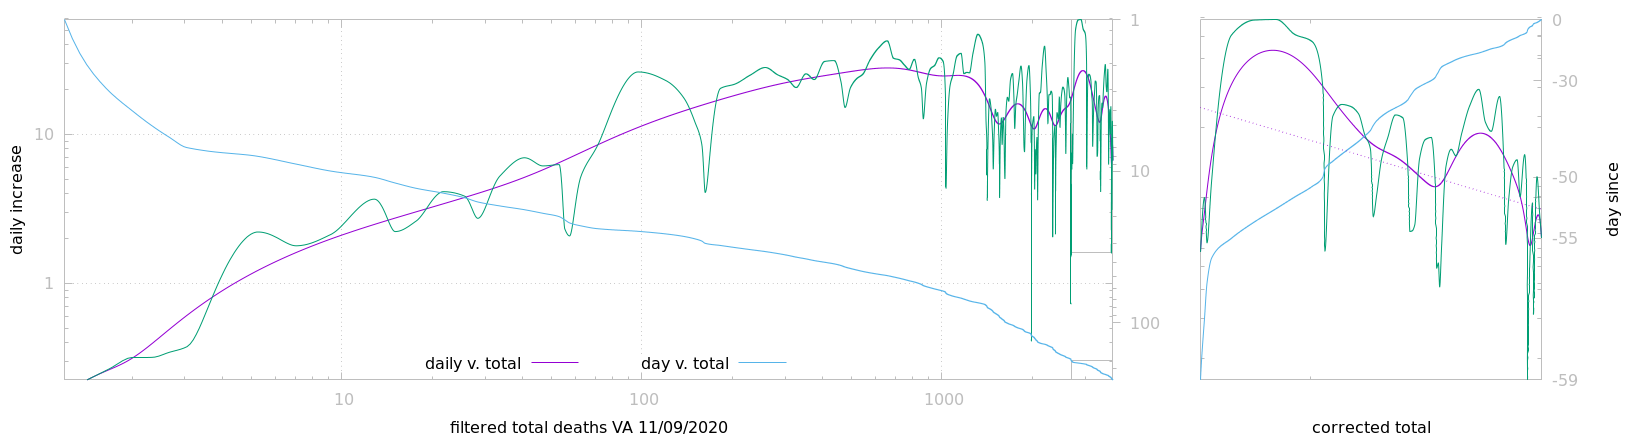 daily increase
10
1
10
100
1000
1
10
100
daily v. total
day v. total
filtered total deaths VA 11/09/2020
0
-30
-50
-55
-59
day since
corrected total